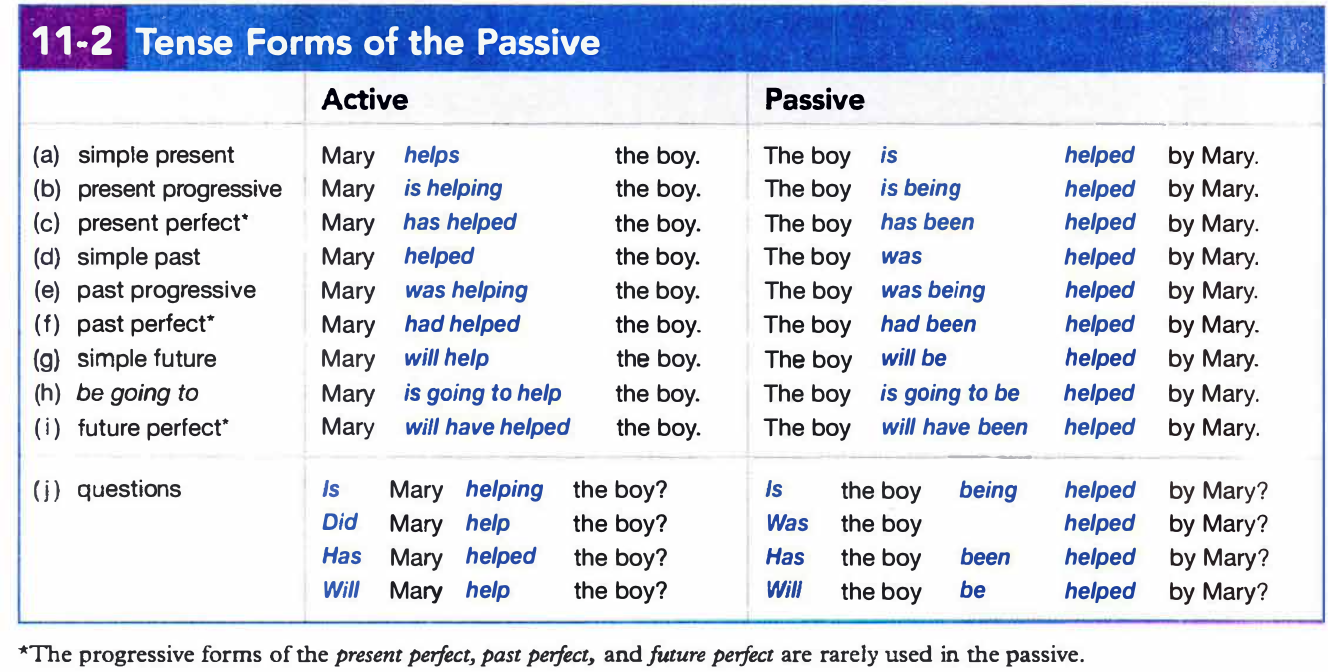 11-2 Tense Forms of the Passive
Active Passive
(a) simple present Mary helps the boy. The boy is helped by Mary.
(b) present progressive Mary is helping the boy. The boy is being helped by Mary.
(c) present perfect* Mary has helped the boy. The boy has been helped by Mary.
(d) simple past Mary helped the boy. The boy was helped by Mary.
(e) past progressive Mary was helping the boy. The boy was being helped by Mary.
(f) past perfect* Mary had helped the boy. The boy had been helped by Mary.
(g) simple future Mary will help the boy. The boy will be helped by Mary.
(h) be going to Mary is going to help the boy. The boy is going to be helped by Mary.
(i) future perfect* Mary will have helped the boy. The boy will have been helped by Mary.
(j) questions Is Mary helping the boy? Is the boy being helped by Mary?
Did Mary help the boy? Was the boy helped by Mary?
Has Mary helped the boy? Has the boy been helped by Mary?
Will Mary help the boy? Will the boy be helped by Mary?
*The progressive forms of the present perfect, past perfect, and future perfect are rarely used in the passive.